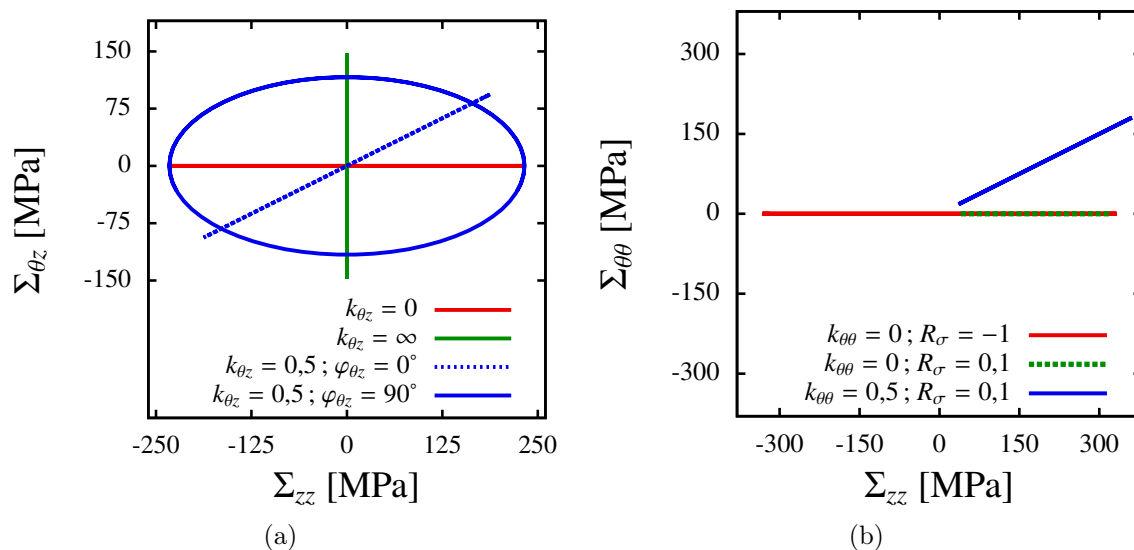 150
75
0
-75
-150
Σθz [MPa]
kθz = 0
kθz = ∞
kθz = 0,5 ; φθz = 0°
kθz = 0,5 ; φθz = 90°
-250 -125 0 125 250
Σzz [MPa]
(a)
300
150
0
-150
-300
Σθθ [MPa]
kθθ = 0 ; Rσ = −1
kθθ = 0 ; Rσ = 0,1
kθθ = 0,5 ; Rσ = 0,1
-300 -150 0 150 300
Σzz [MPa]
(b)